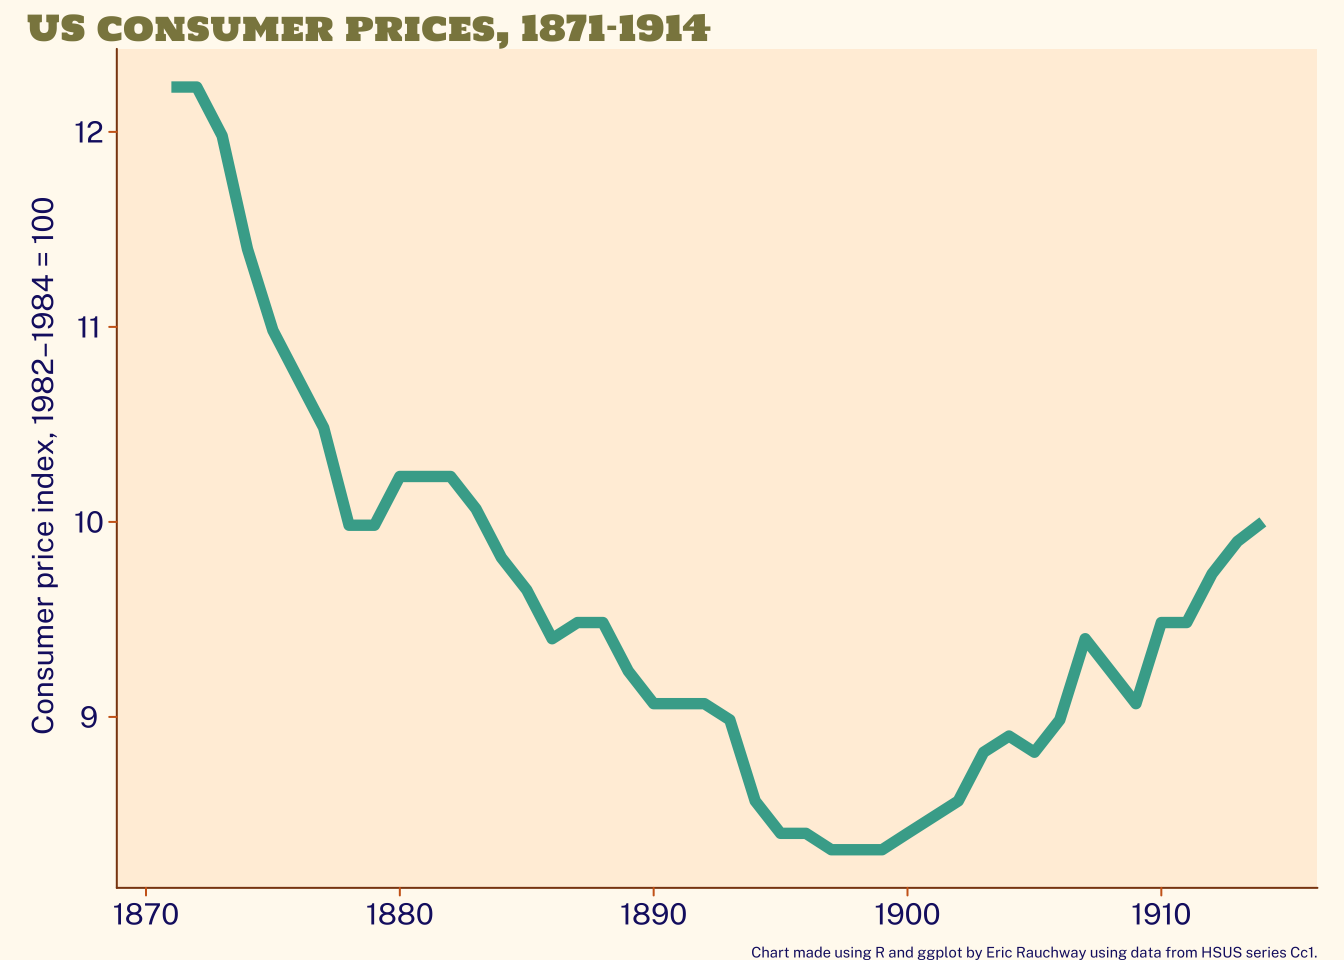 US CONSUMER PRICES, 1871-1914
Consumer price index, 1982–1984 = 100
12
11
10
9
1870 1880 1890 1900 1910
Chart made using R and ggplot by Eric Rauchway using data from HSUS series Cc1.